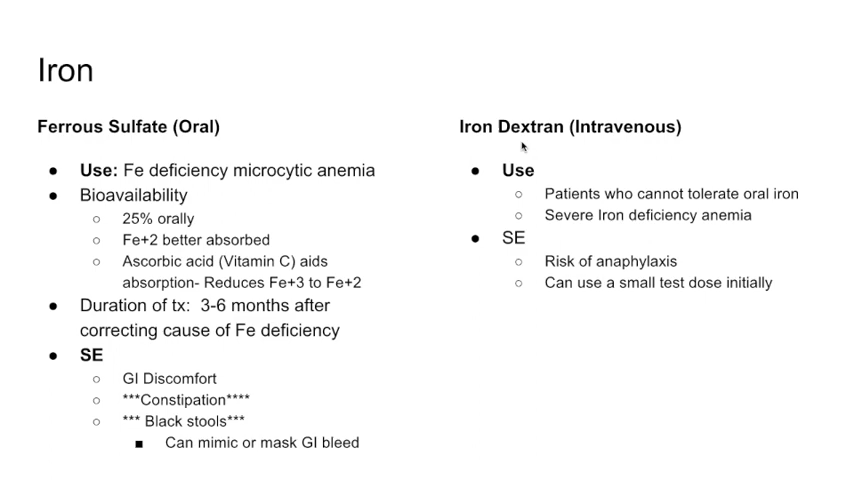 Iron
Ferrous Sulfate (Oral)
● Use: Fe deficiency microcytic anemia
● Bioavailability
○ 25% orally
○ Fe+2 better absorbed
○ Ascorbic acid (Vitamin C) aids
absorption- Reduces Fe+3 to Fe+2
● Duration of tx: 3-6 months after
correcting cause of Fe deficiency
● SE
○ GI Discomfort
○ ***Constipation****
○ *** Black stools***
■ Can mimic or mask GI bleed
Iron Dextran (Intravenous)
● Use
○ Patients who cannot tolerate oral iron
○ Severe Iron deficiency anemia
● SE
○ Risk of anaphylaxis
○ Can use a small test dose initially